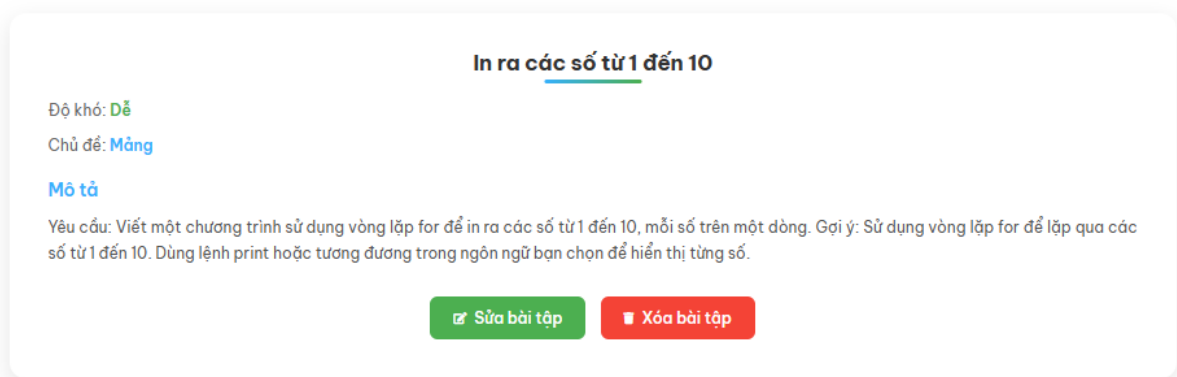 In ra các số từ 1 đến 10
Độ khó: Dễ
Chủ đề: Mảng
Mô tả
Yêu cầu: Viết một chương trình sử dụng vòng lặp for để in ra các số từ 1 đến 10, mỗi số trên một dòng. Gợi ý: Sử dụng vòng lặp for để lặp qua các
số từ 1 đến 10. Dùng lệnh print hoặc tương đương trong ngôn ngữ bạn chọn để hiển thị từng số.
Sửa bài tập
Xóa bài tập